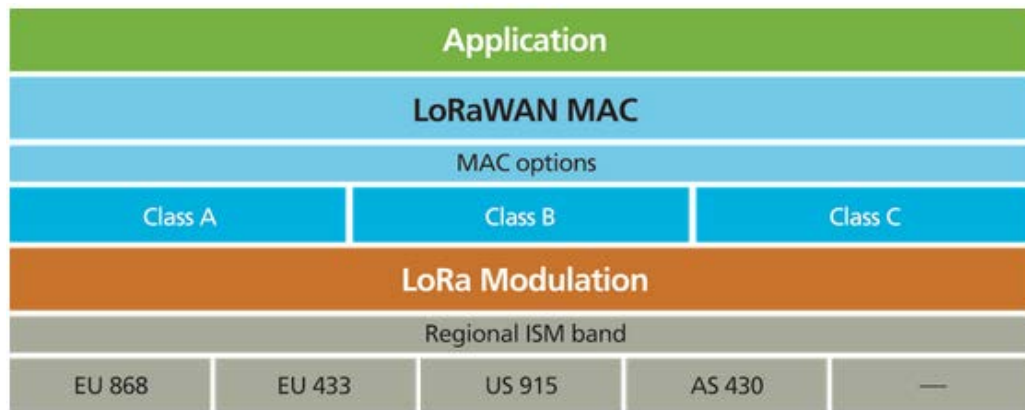 Application
LoRaWAN MAC
MAC options
Class A Class B Class C
LoRa Modulation
Regional ISM band
EU 868 EU 433 US 915 AS 430 —